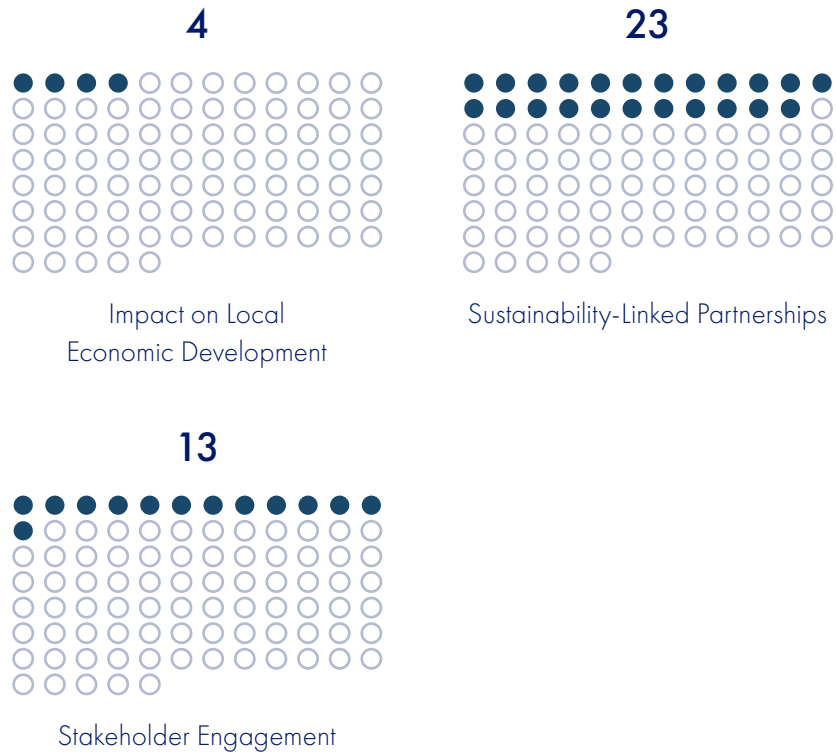 4
Impact on Local
Economic Development
23
Sustainability-Linked Partnerships
13
Stakeholder Engagement